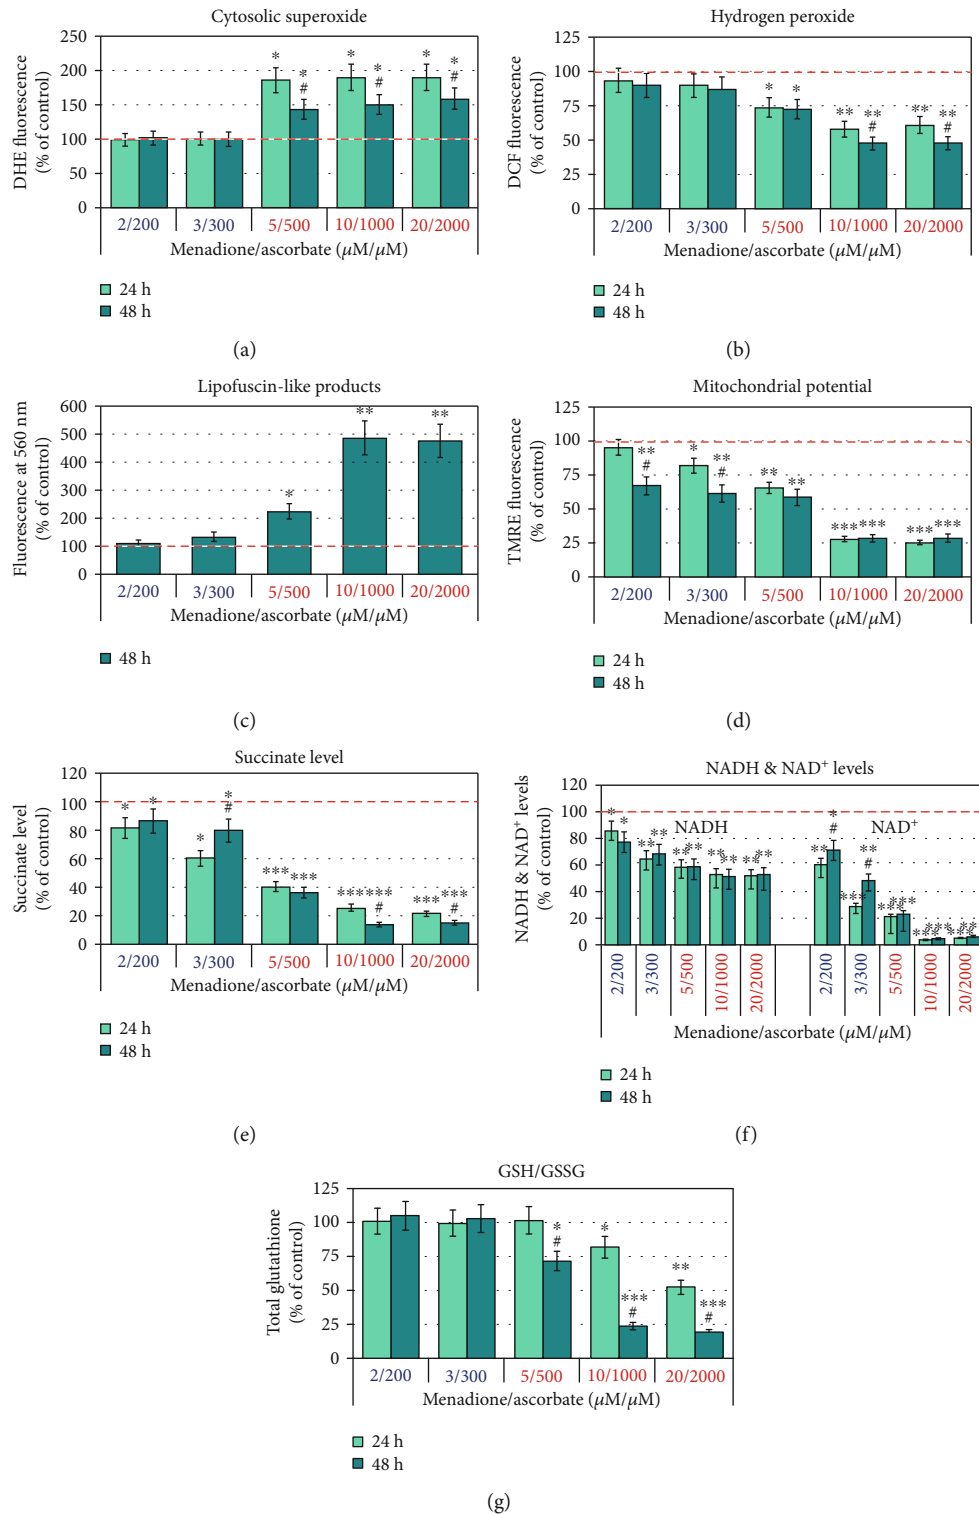 Cytosolic superoxide
DHE fluorescence
(% of control)
250
200
150
100
50
0
* * * * * *
# # #
2/200 3/300 5/500 10/1000 20/2000
Menadione/ascorbate (μM/μM)
24 h
48 h
(a)
Hydrogen peroxide
DCF fluorescence
(% of control)
125
100
75
50
25
0
* * ** ** ** **
# #
2/200 3/300 5/500 10/1000 20/2000
Menadione/ascorbate (μM/μM)
24 h
48 h
(b)
Lipofuscin-like products
Fluorescence at 560 nm
(% of control)
600
500
400
300
200
100
0
* ** **
2/200 3/300 5/500 10/1000 20/2000
Menadione/ascorbate (μM/μM)
48 h
(c)
Mitochondrial potential
TMRE fluorescence
(% of control)
125
100
75
50
25
0
** * ** ** ** *** *** *** ***
# #
2/200 3/300 5/500 10/1000 20/2000
Menadione/ascorbate (μM/μM)
24 h
48 h
(d)
Succinate level
Succinate level
(% of control)
120
100
80
60
40
20
0
* * * * *** *** *** *** *** ***
# # #
2/200 3/300 5/500 10/1000 20/2000
Menadione/ascorbate (μM/μM)
24 h
48 h
(e)
NADH & NAD⁺ levels
NADH & NAD⁺ levels
(% of control)
120
100
80
60
40
20
0
NADH NAD⁺
* * ** ** ** ** ** ** ** ** ** * *** ** *** *** *** *** *** ***
# #
2/200 3/300 5/500 10/1000 20/2000 2/200 3/300 5/500 10/1000 20/2000
Menadione/ascorbate (μM/μM)
24 h
48 h
(f)
GSH/GSSG
Total glutathione
(% of control)
125
100
75
50
25
0
* * *** ** ***
# # #
2/200 3/300 5/500 10/1000 20/2000
Menadione/ascorbate (μM/μM)
24 h
48 h
(g)